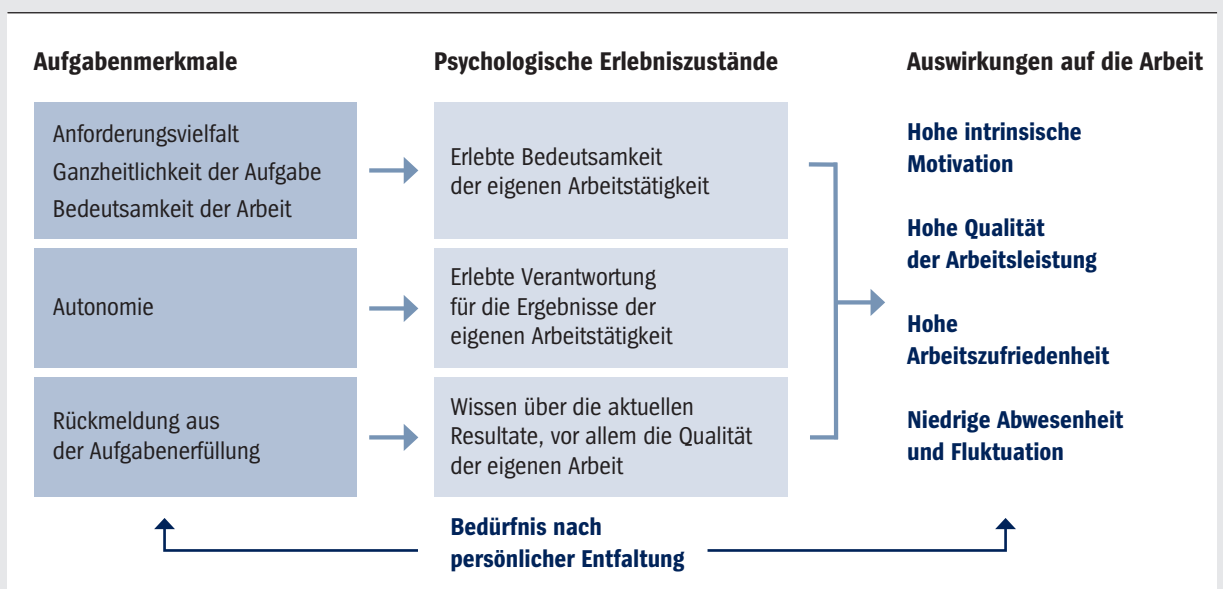 Aufgabenmerkmale
Psychologische Erlebniszustände
Auswirkungen auf die Arbeit
Anforderungsvielfalt
Ganzheitlichkeit der Aufgabe
Bedeutsamkeit der Arbeit
Erlebte Bedeutsamkeit
der eigenen Arbeitstätigkeit
Autonomie
Erlebte Verantwortung
für die Ergebnisse der
eigenen Arbeitstätigkeit
Rückmeldung aus
der Aufgabenerfüllung
Wissen über die aktuellen
Resultate, vor allem die Qualität
der eigenen Arbeit
Hohe intrinsische
Motivation
Hohe Qualität
der Arbeitsleistung
Hohe
Arbeitszufriedenheit
Niedrige Abwesenheit
und Fluktuation
Bedürfnis nach
persönlicher Entfaltung